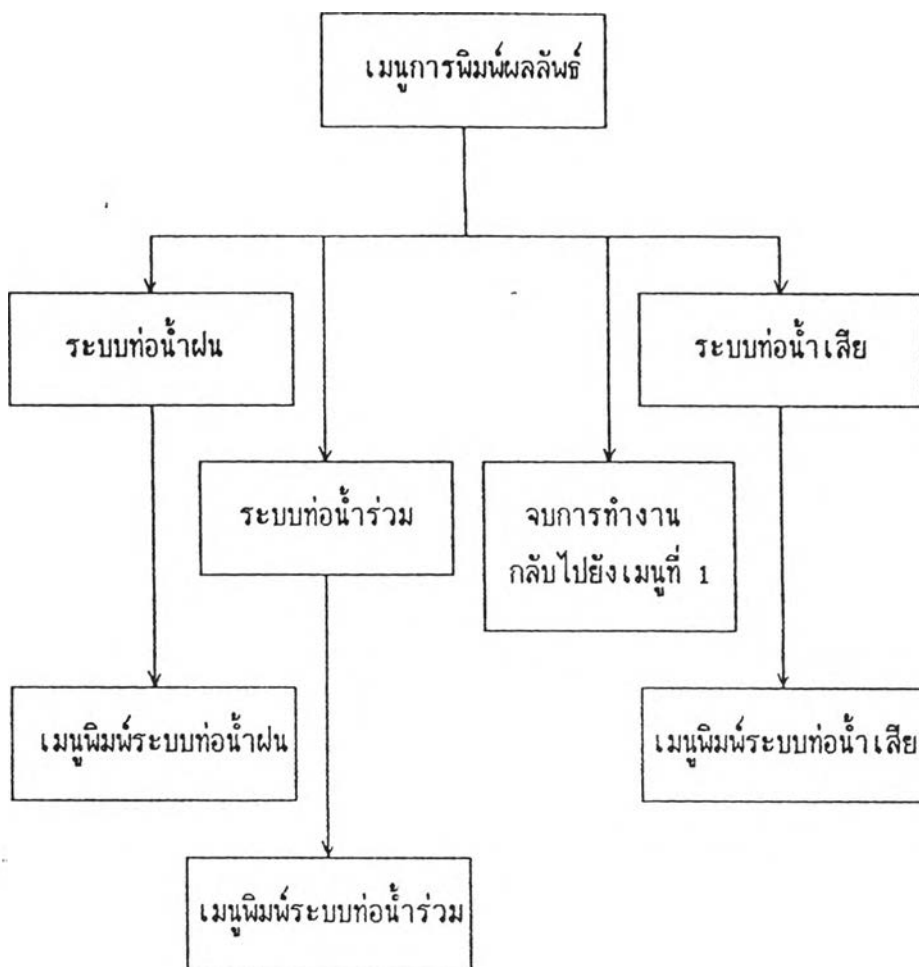 เมนูการพิมพ์ผลลัพธ์
ระบบท่อน้ำฝน
ระบบท่อน้ำเสีย
ระบบท่อน้ำร่วม
จบการทำงาน
กลับไปยังเมนูที่ 1
เมนูพิมพ์ระบบท่อน้ำฝน
เมนูพิมพ์ระบบท่อน้ำเสีย
เมนูพิมพ์ระบบท่อน้ำร่วม